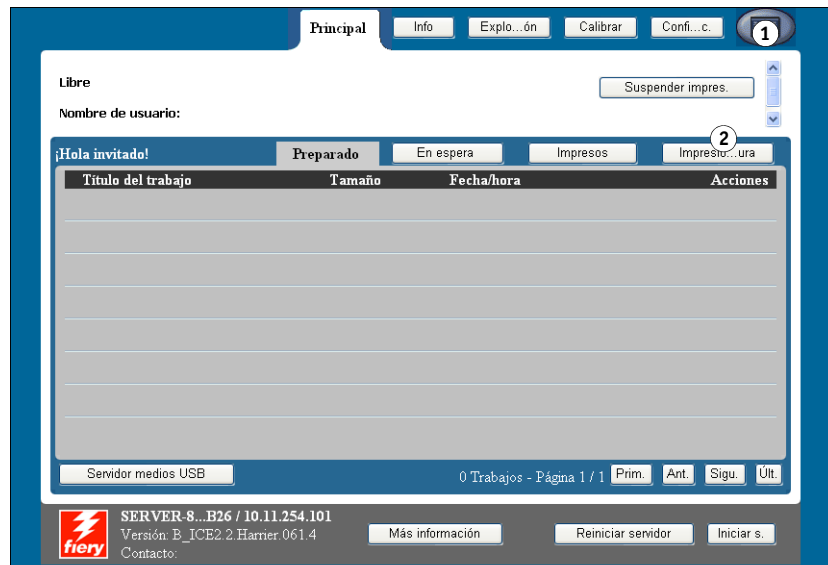 Principal Info Explo...ón Calibrar Confi...c. 1
Libre
Suspender impres.
Nombre de usuario:
2
¡Hola invitado! Preparado En espera Impresos Impresio...ura
Título del trabajo Tamaño Fecha/hora Acciones
Servidor medios USB 0 Trabajos - Página 1 / 1 Prim. Ant. Sigu. Últ.
SERVER-8...B26 / 10.11.254.101
Versión: B_ICE2.2.Harrier.061.4 Más información Reiniciar servidor Iniciar s.
Contacto:
fiery